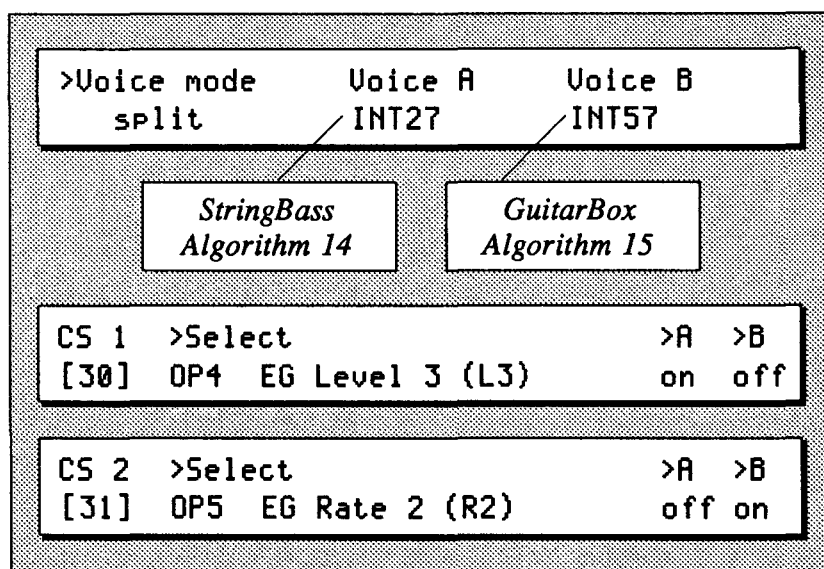 >Voice mode Voice A Voice B
split INT27 INT57
StringBass GuitarBox
Algorithm 14 Algorithm 15
CS 1 >Select >A >B
[30] OP4 EG Level 3 (L3) on off
CS 2 >Select >A >B
[31] OP5 EG Rate 2 (R2) off on